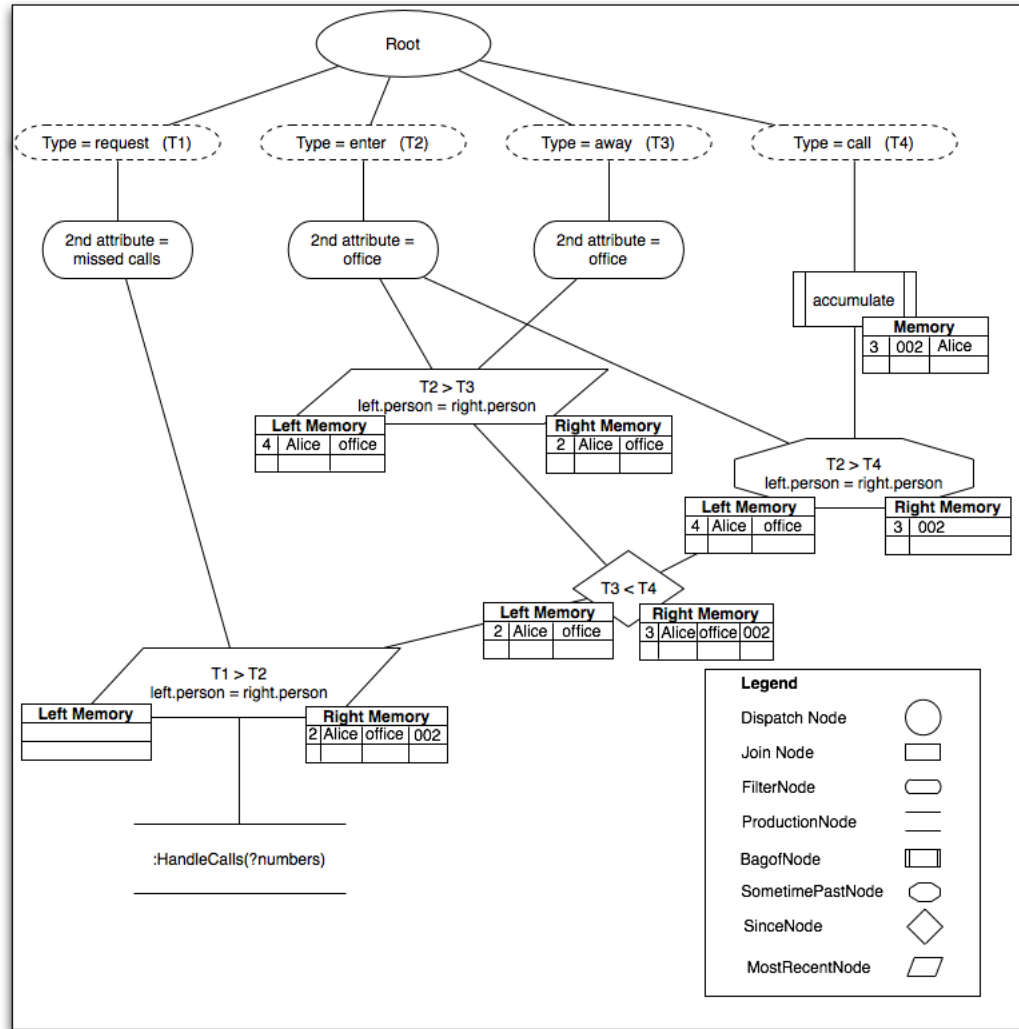 Root
Type = request (T1)
Type = enter (T2)
Type = away (T3)
Type = call (T4)
2nd attribute =
missed calls
2nd attribute =
office
2nd attribute =
office
accumulate
Memory
3 002 Alice
T2 > T3
left.person = right.person
Left Memory
4 Alice office
Right Memory
2 Alice office
T2 > T4
left.person = right.person
Left Memory
4 Alice office
Right Memory
3 002
T3 < T4
Left Memory
2 Alice office
Right Memory
3 Alice office 002
T1 > T2
left.person = right.person
Left Memory
Right Memory
2 Alice office 002
:HandleCalls(?numbers)
Legend
Dispatch Node
Join Node
FilterNode
ProductionNode
BagofNode
SometimePastNode
SinceNode
MostRecentNode